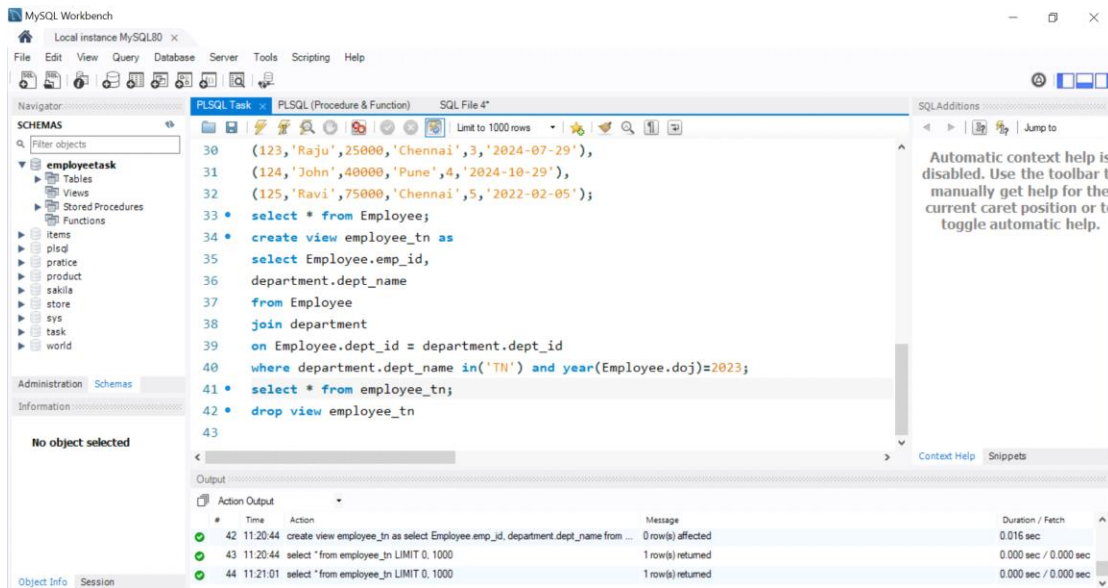 MySQL Workbench
Local instance MySQL80
File Edit View Query Database Server Tools Scripting Help
Navigator
SCHEMAS
Filter objects
employeetask
Tables
Views
Stored Procedures
Functions
items
plsql
pratice
product
sakila
store
sys
task
world
Administration Schemas
Information
No object selected
Object Info Session
PLSQL Task PLSQL (Procedure & Function) SQL File 4*
Limit to 1000 rows
30 (123,'Raju',25000,'Chennai',3,'2024-07-29'),
31 (124,'John',40000,'Pune',4,'2024-10-29'),
32 (125,'Ravi',75000,'Chennai',5,'2022-02-05');
33 select * from Employee;
34 create view employee_tn as
35 select Employee.emp_id,
36 department.dept_name
37 from Employee
38 join department
39 on Employee.dept_id = department.dept_id
40 where department.dept_name in('TN') and year(Employee.doj)=2023;
41 select * from employee_tn;
42 drop view employee_tn
43
Output
Action Output
# Time Action Message Duration / Fetch
42 11:20:44 create view employee_tn as select Employee.emp_id, department.dept_name from ... 0 row(s) affected 0.016 sec
43 11:20:44 select * from employee_tn LIMIT 0, 1000 1 row(s) returned 0.000 sec / 0.000 sec
44 11:21:01 select * from employee_tn LIMIT 0, 1000 1 row(s) returned 0.000 sec / 0.000 sec
SQLAdditions
Jump to
Automatic context help is
disabled. Use the toolbar t
manually get help for the
current caret position or to
toggle automatic help.
Context Help Snippets